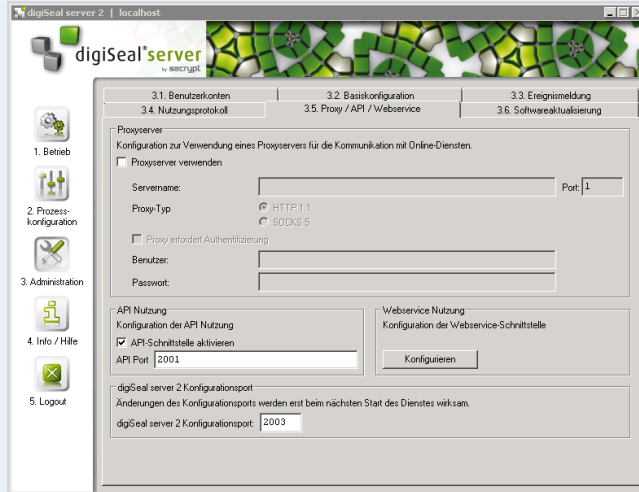 digiSeal server 2 | localhost
digiSeal®server
by secrypt
3.1. Benutzerkonten
3.2. Basiskonfiguration
3.3. Ereignismeldung
3.4. Nutzungsprotokoll
3.5. Proxy / API / Webservice
3.6. Softwareaktualisierung
1. Betrieb
2. Prozess-
konfiguration
3. Administration
4. Info / Hilfe
5. Logout
Proxyserver
Konfiguration zur Verwendung eines Proxyservers für die Kommunikation mit Online-Diensten.
Proxyserver verwenden
Servername:
Port: 1
Proxy-Typ
HTTP 1.1
SOCKS 5
Proxy erfordert Authentifizierung
Benutzer:
Passwort:
API Nutzung
Konfiguration der API Nutzung
API-Schnittstelle aktivieren
API Port 2001
Webservice Nutzung
Konfiguration der Webservice-Schnittstelle
Konfigurieren
digiSeal server 2 Konfigurationsport
Änderungen des Konfigurationsports werden erst beim nächsten Start des Dienstes wirksam.
digiSeal server 2 Konfigurationsport: 2003